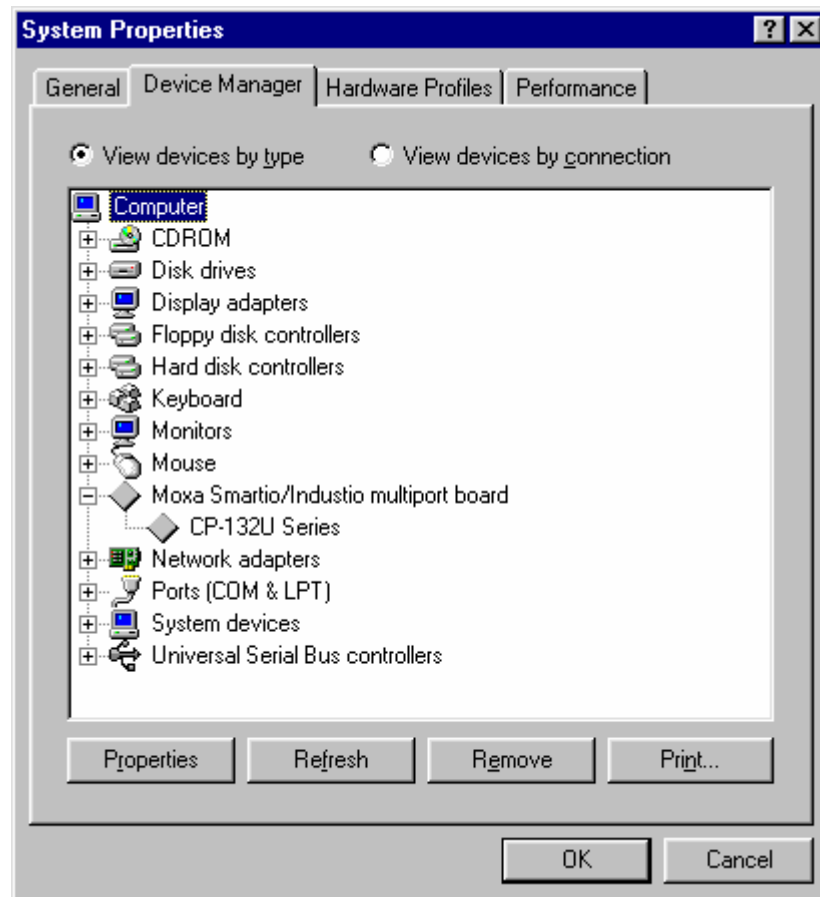 System Properties
General Device Manager Hardware Profiles Performance
View devices by type View devices by connection
Computer
CDROM
Disk drives
Display adapters
Floppy disk controllers
Hard disk controllers
Keyboard
Monitors
Mouse
Moxa Smartio/Industio multiport board
CP-132U Series
Network adapters
Ports (COM & LPT)
System devices
Universal Serial Bus controllers
Properties Refresh Remove Print...
OK Cancel